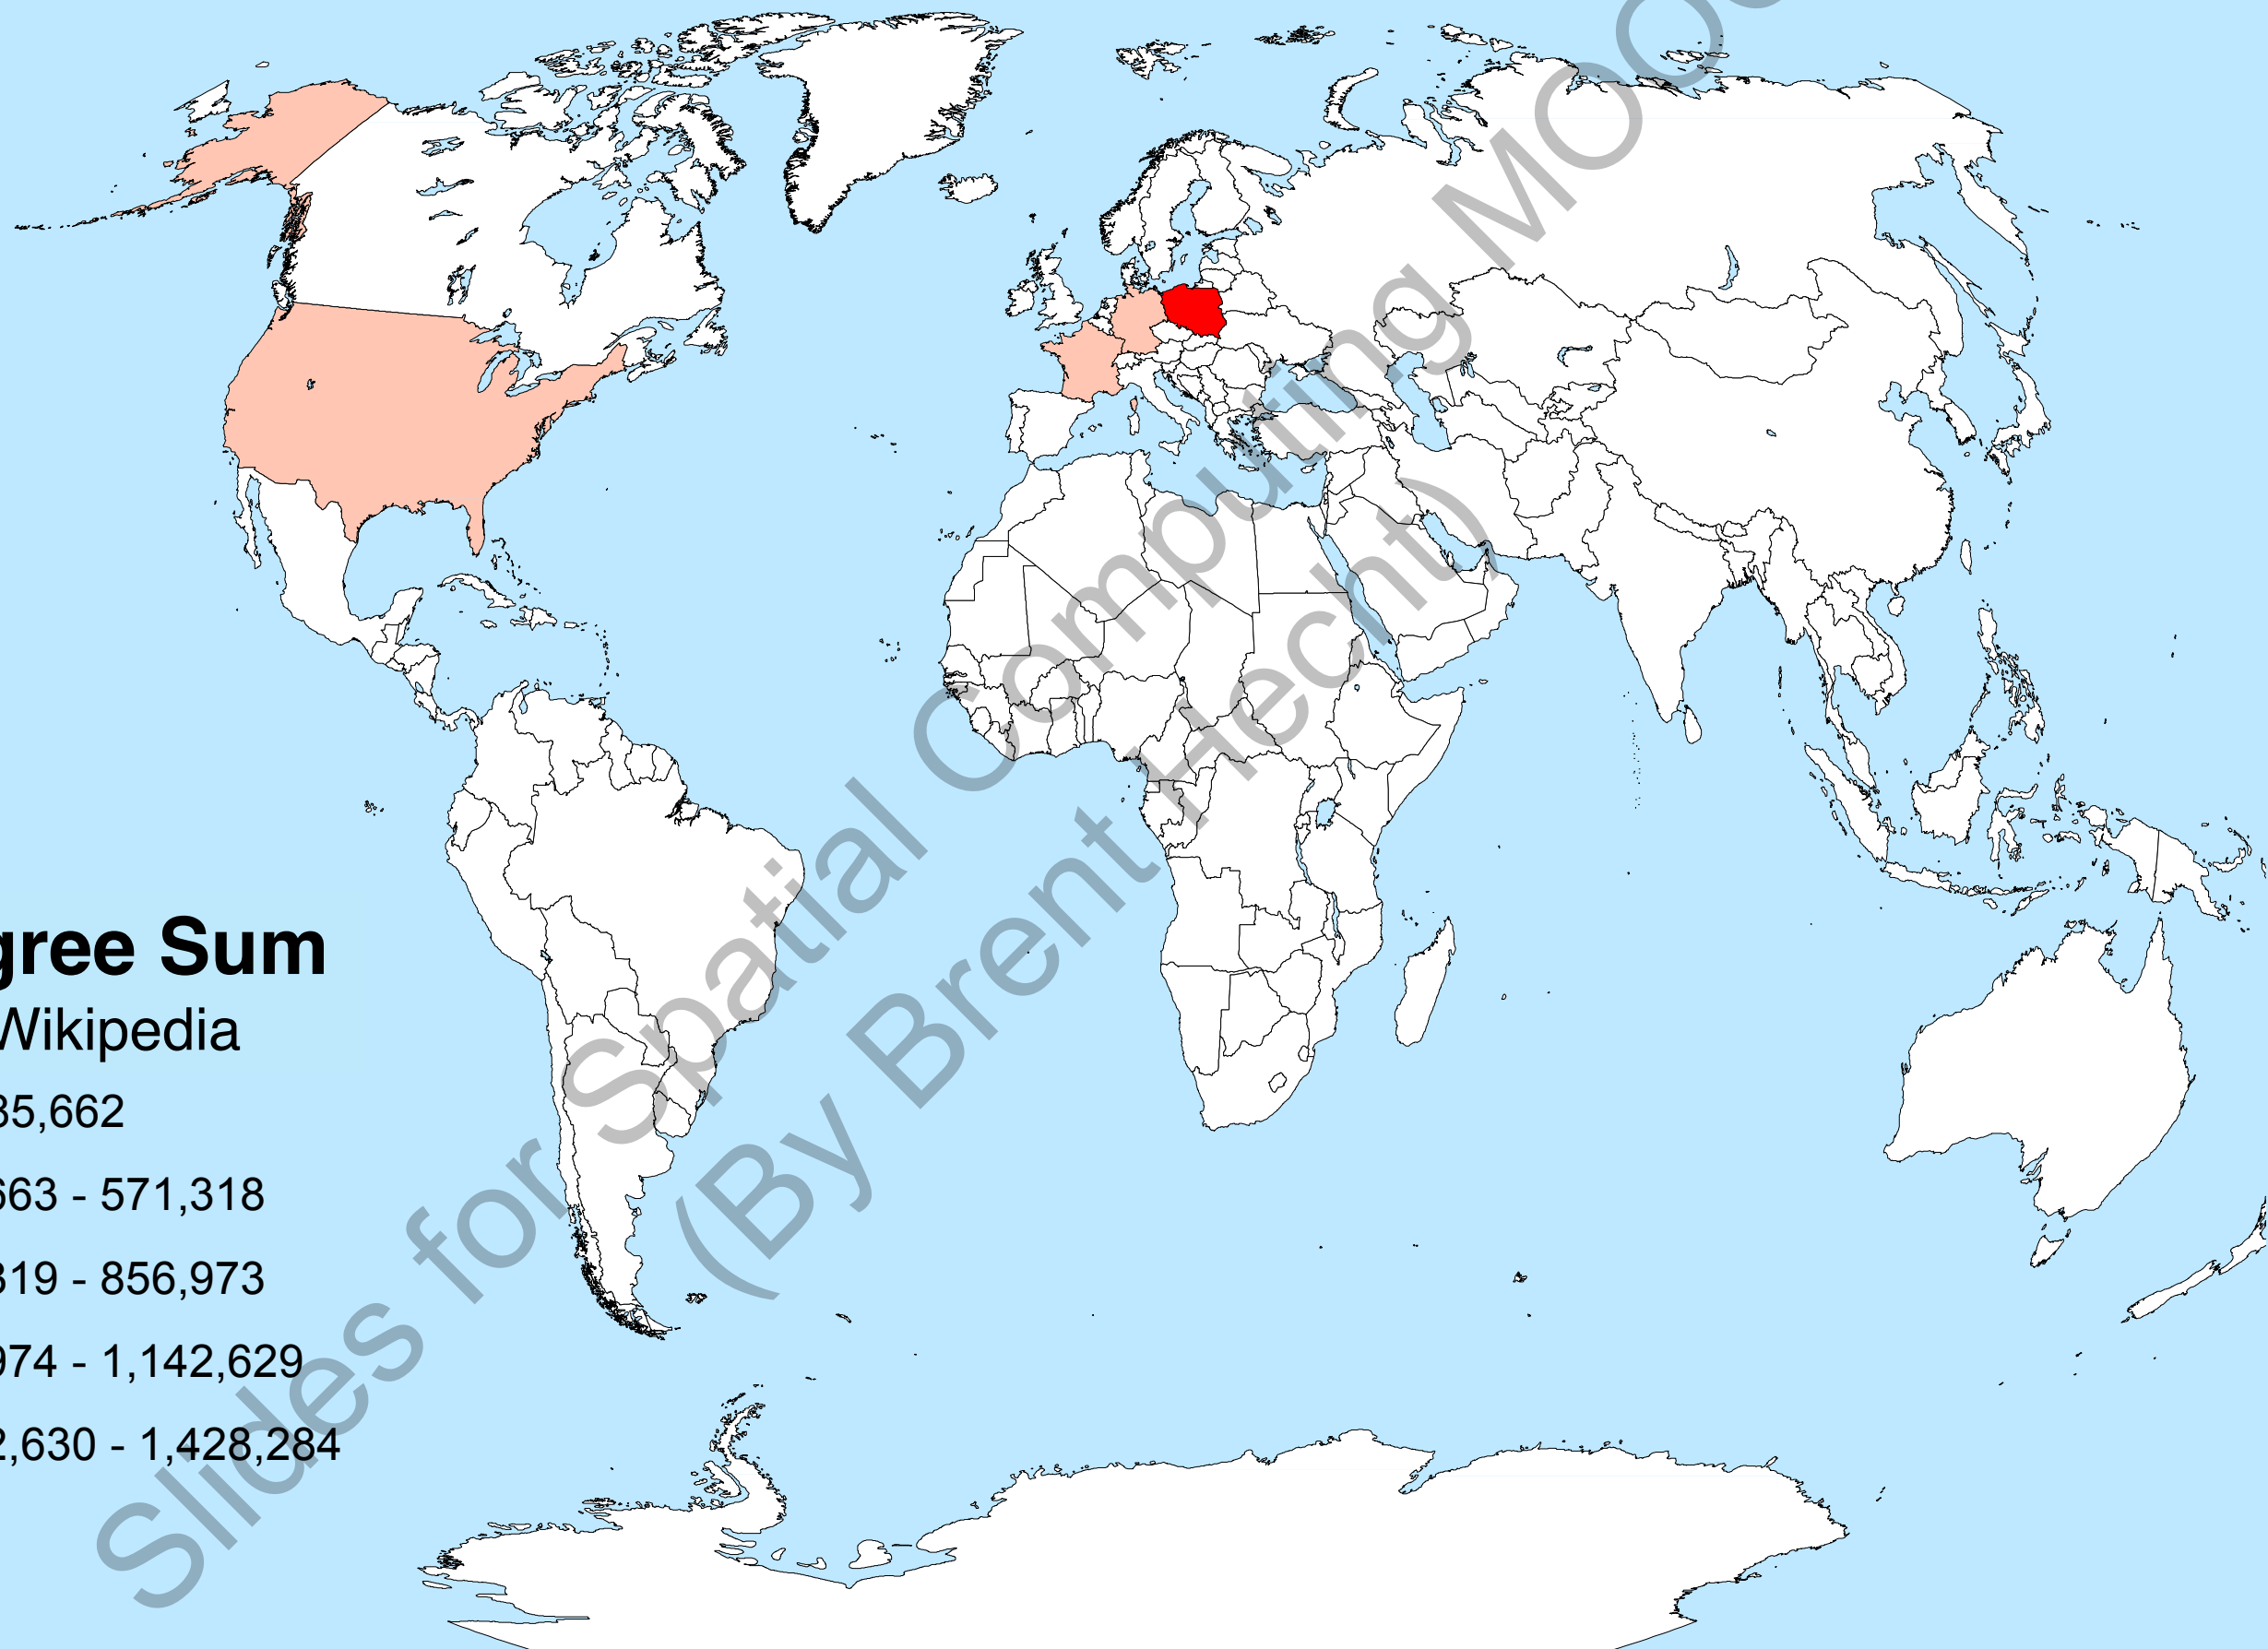 gree Sum
Wikipedia
35,662
663 - 571,318
319 - 856,973
974 - 1,142,629
2,630 - 1,428,284
Slides for Spatial Computing MOO
(By Brent Hecht)